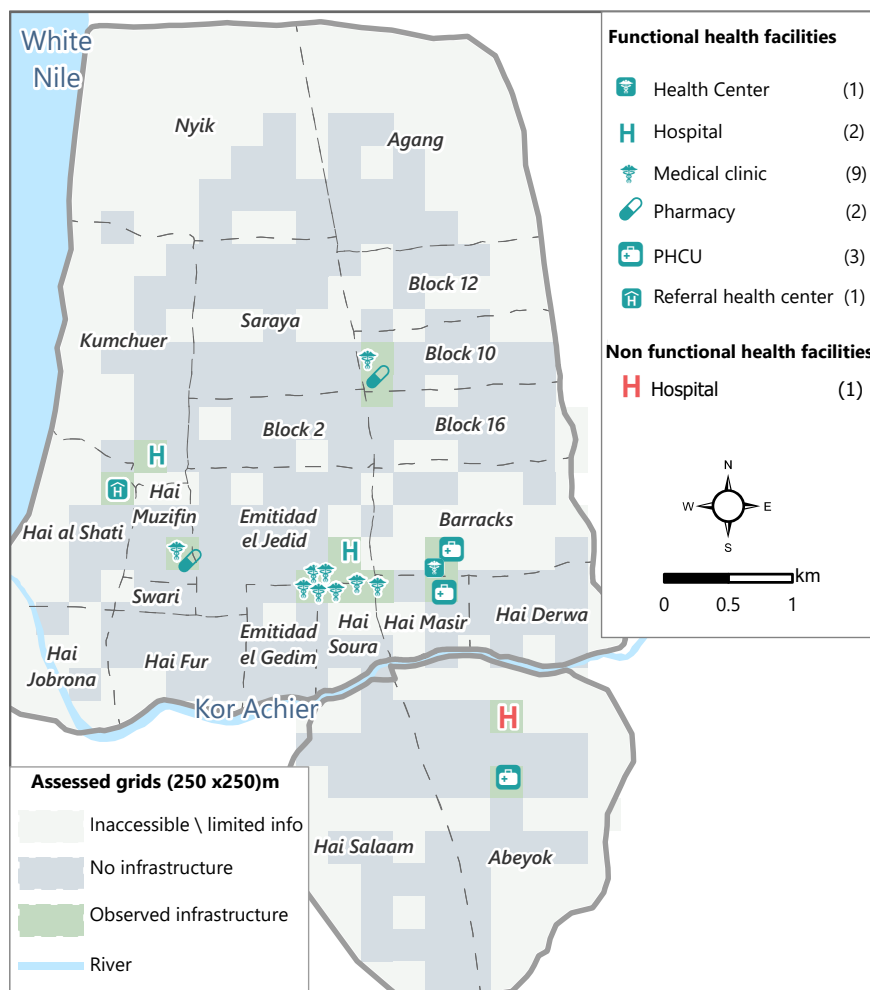 White
Nile
Nyik
Agang
Block 12
Saraya
Kumchuer
Block 10
Block 2
Block 16
H
H
Hai
Muzifin
Hai al Shati
Emitidad
el Jedid
Barracks
H
Swari
Hai Derwa
Hai Masir
Hai
Soura
Emitidad
el Gedim
Hai
Jobrona
Hai Fur
Kor Achier
H
Hai Salaam
Abeyok
Functional health facilities
Health Center (1)
H Hospital (2)
Medical clinic (9)
Pharmacy (2)
PHCU (3)
H Referral health center (1)
Non functional health facilities
H Hospital (1)
N
W E
S
km
0 0.5 1
Assessed grids (250 x250)m
Inaccessible \ limited info
No infrastructure
Observed infrastructure
River